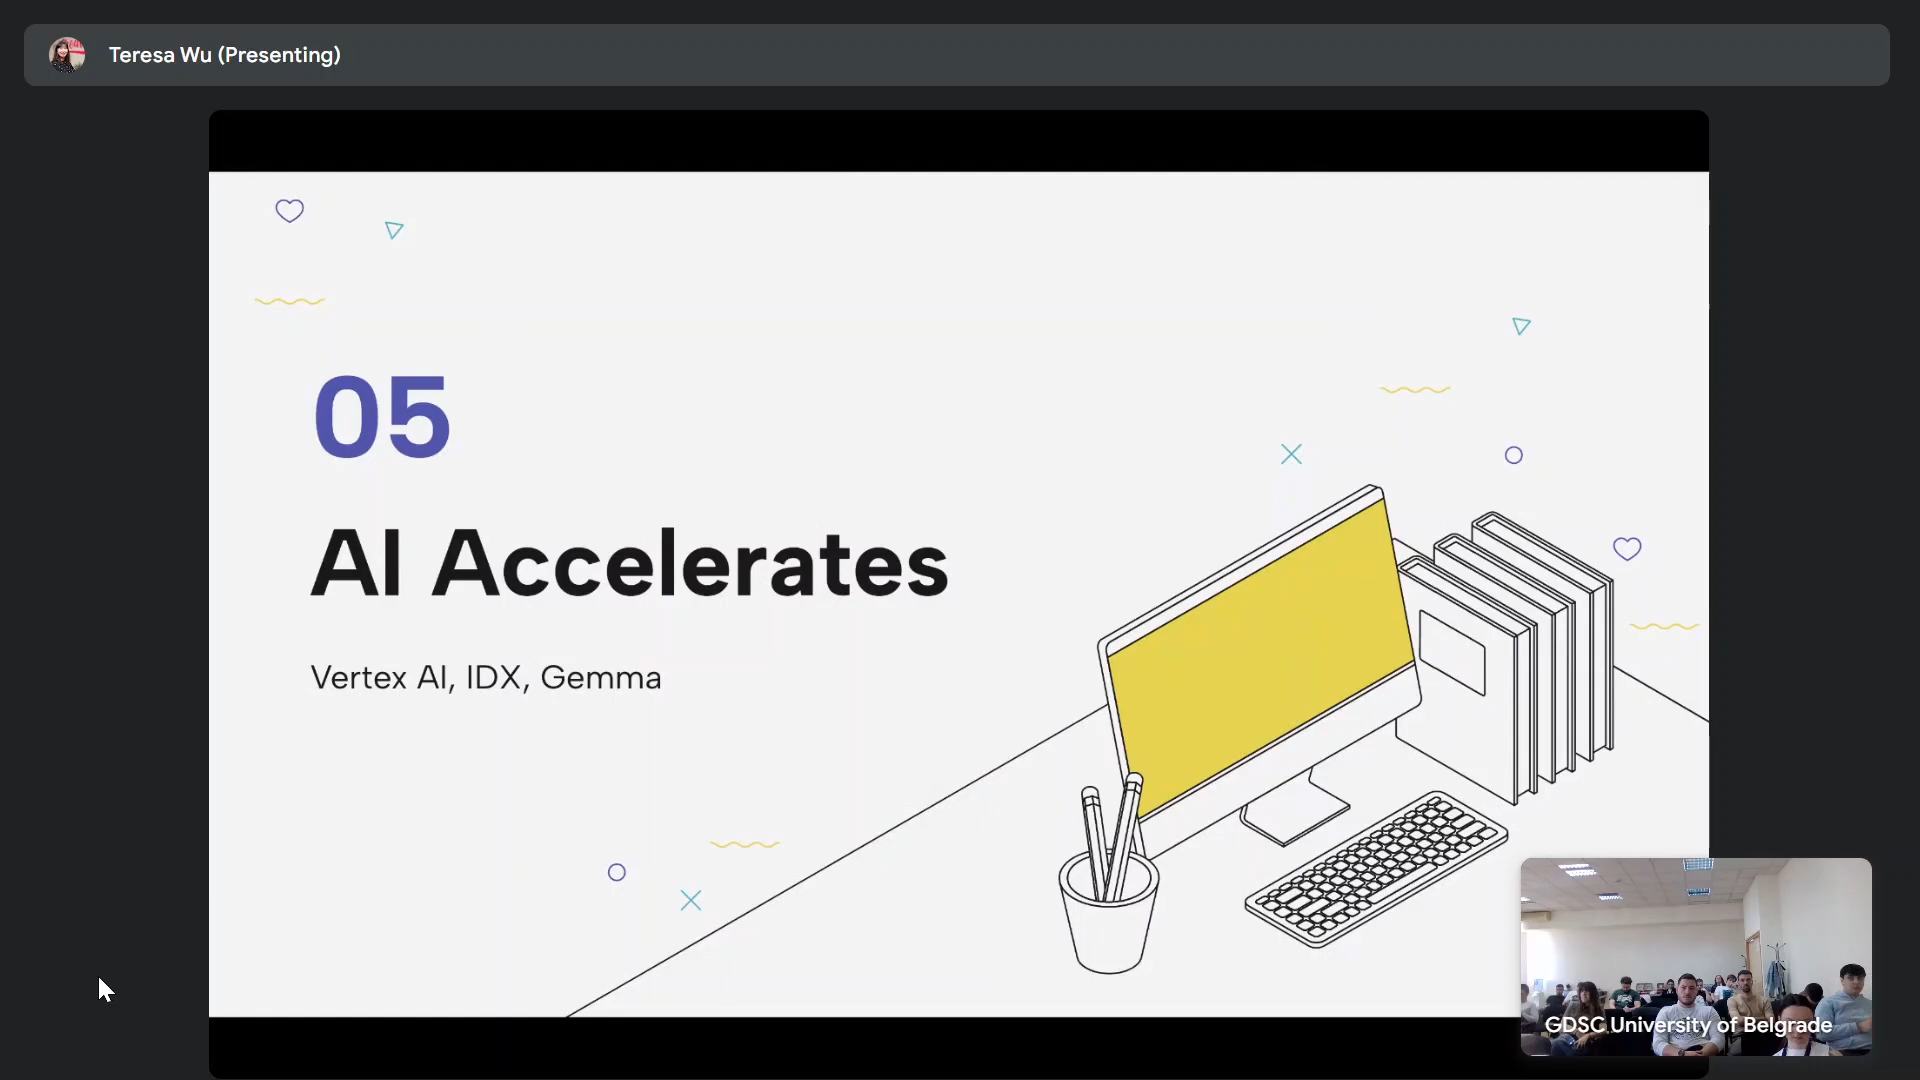 Teresa Wu (Presenting)
05
AI Accelerates
Vertex AI, IDX, Gemma
GDSC University of Belgrade